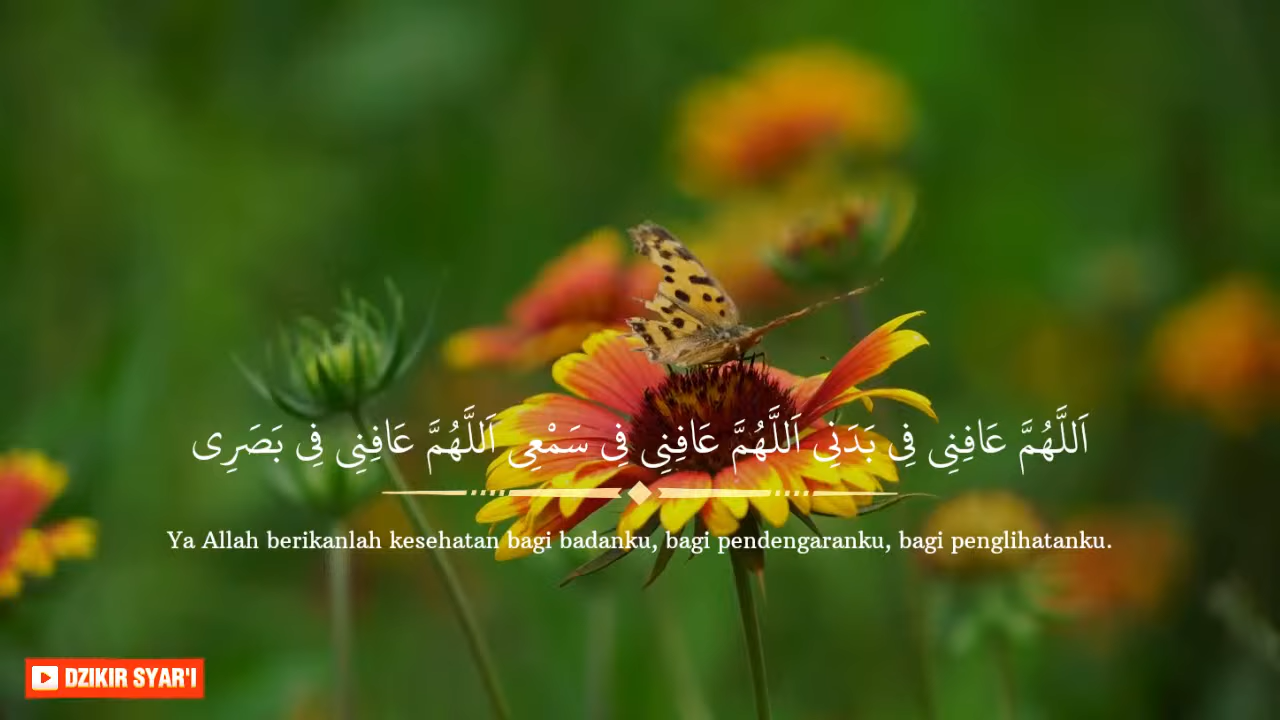 اَللَّهُمَّ عَافِنِي فِي بَدَنِى اَللَّهُمَّ عَافِنِي فِي سَمْعِى اَللَّهُمَّ عَافِنِي فِي بَصَرِى
Ya Allah berikanlah kesehatan bagi badanku, bagi pendengaranku, bagi penglihatanku.
DZIKIR SYAR'I